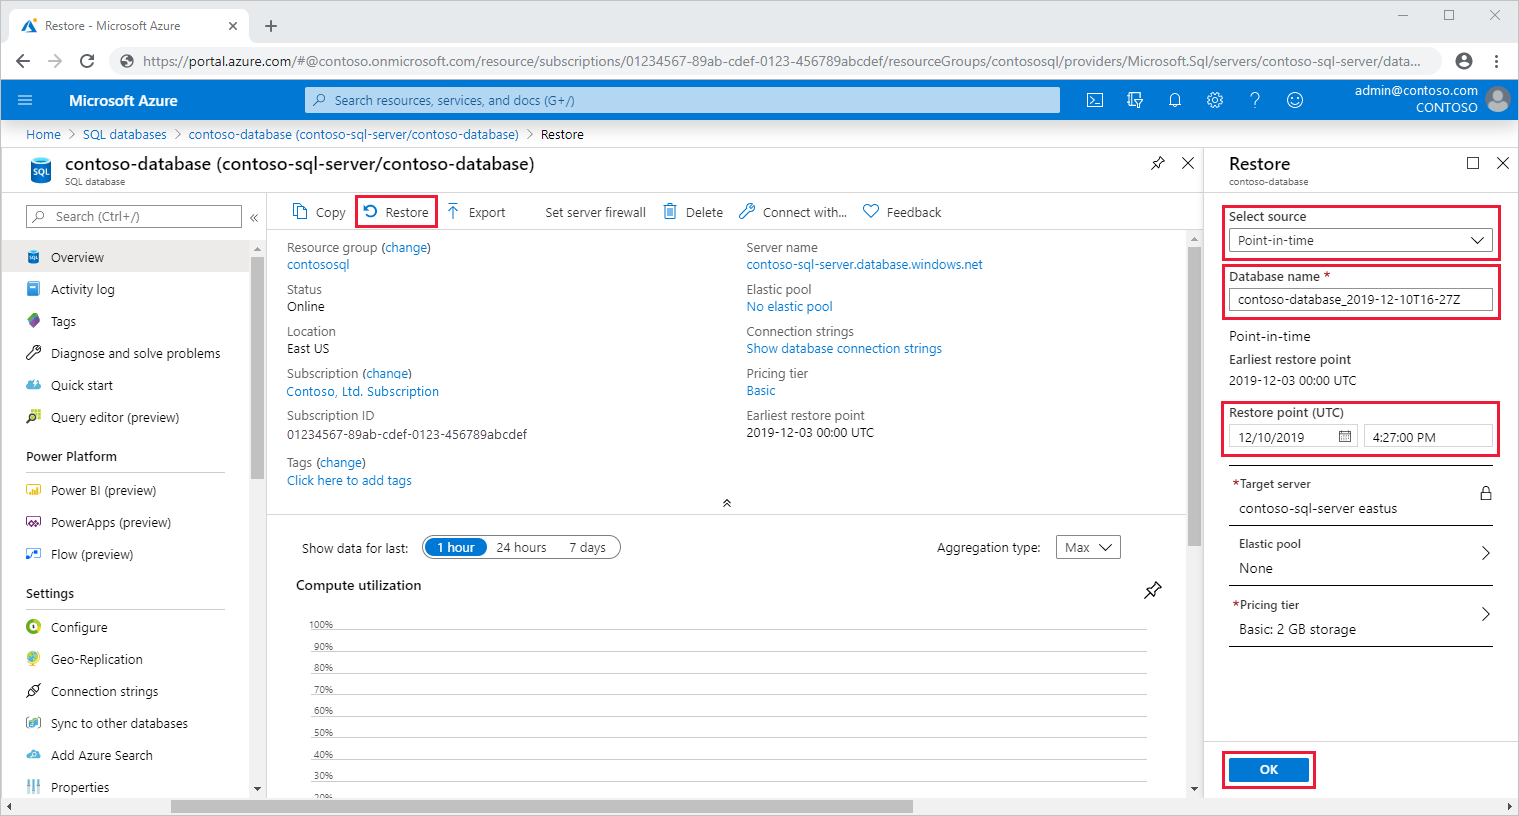 Restore - Microsoft Azure
https://portal.azure.com/#@contoso.onmicrosoft.com/resource/subscriptions/01234567-89ab-cdef-0123-456789abcdef/resourceGroups/contososql/providers/Microsoft.Sql/servers/contoso-sql-server/data...
Microsoft Azure
Search resources, services, and docs (G+/)
admin@contoso.com
CONTOSO
Home > SQL databases > contoso-database (contoso-sql-server/contoso-database) > Restore
SQL
contoso-database (contoso-sql-server/contoso-database)
SQL database
Search (Ctrl+/)
«
Overview
Activity log
Tags
Diagnose and solve problems
Quick start
Query editor (preview)
Power Platform
Power BI (preview)
PowerApps (preview)
Flow (preview)
Settings
Configure
Geo-Replication
Connection strings
Sync to other databases
Add Azure Search
Properties
Copy Restore Export Set server firewall Delete Connect with... Feedback
Resource group (change)
contososql
Status
Online
Location
East US
Subscription (change)
Contoso, Ltd. Subscription
Subscription ID
01234567-89ab-cdef-0123-456789abcdef
Tags (change)
Click here to add tags
Server name
contoso-sql-server.database.windows.net
Elastic pool
No elastic pool
Connection strings
Show database connection strings
Pricing tier
Basic
Earliest restore point
2019-12-03 00:00 UTC
Show data for last: 1 hour 24 hours 7 days
Aggregation type: Max
Compute utilization
100%
90%
80%
70%
60%
50%
40%
30%
20%
Restore
contoso-database
Select source
Point-in-time
Database name *
contoso-database_2019-12-10T16-27Z
Point-in-time
Earliest restore point
2019-12-03 00:00 UTC
Restore point (UTC)
12/10/2019 4:27:00 PM
*Target server
contoso-sql-server eastus
Elastic pool
None
*Pricing tier
Basic: 2 GB storage
OK